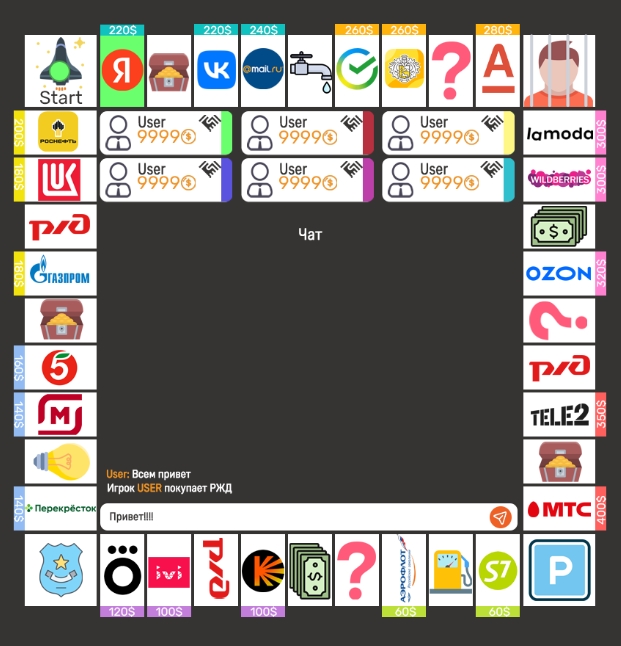 220$
220$
240$
260$
260$
280$
Start
Я
@mail.ru
?
А
200$
РОСНЕФТЬ
User
9999$
User
9999$
User
9999$
lamoda
300$
180$
LUK
User
9999$
User
9999$
User
9999$
WILDBERRIES
300$
ржд
Чат
$
180$
ГАЗПРОМ
OZON
320$
?
160$
5
ржд
140$
М
TELE2
350$
User: Всем привет
Игрок USER покупает РЖД
140$
Перекрёсток
Привет!!!!
МТС
400$
ö
ivi
ржд
К
$
?
АЭРОФЛОТ
S7
P
120$
100$
100$
60$
60$